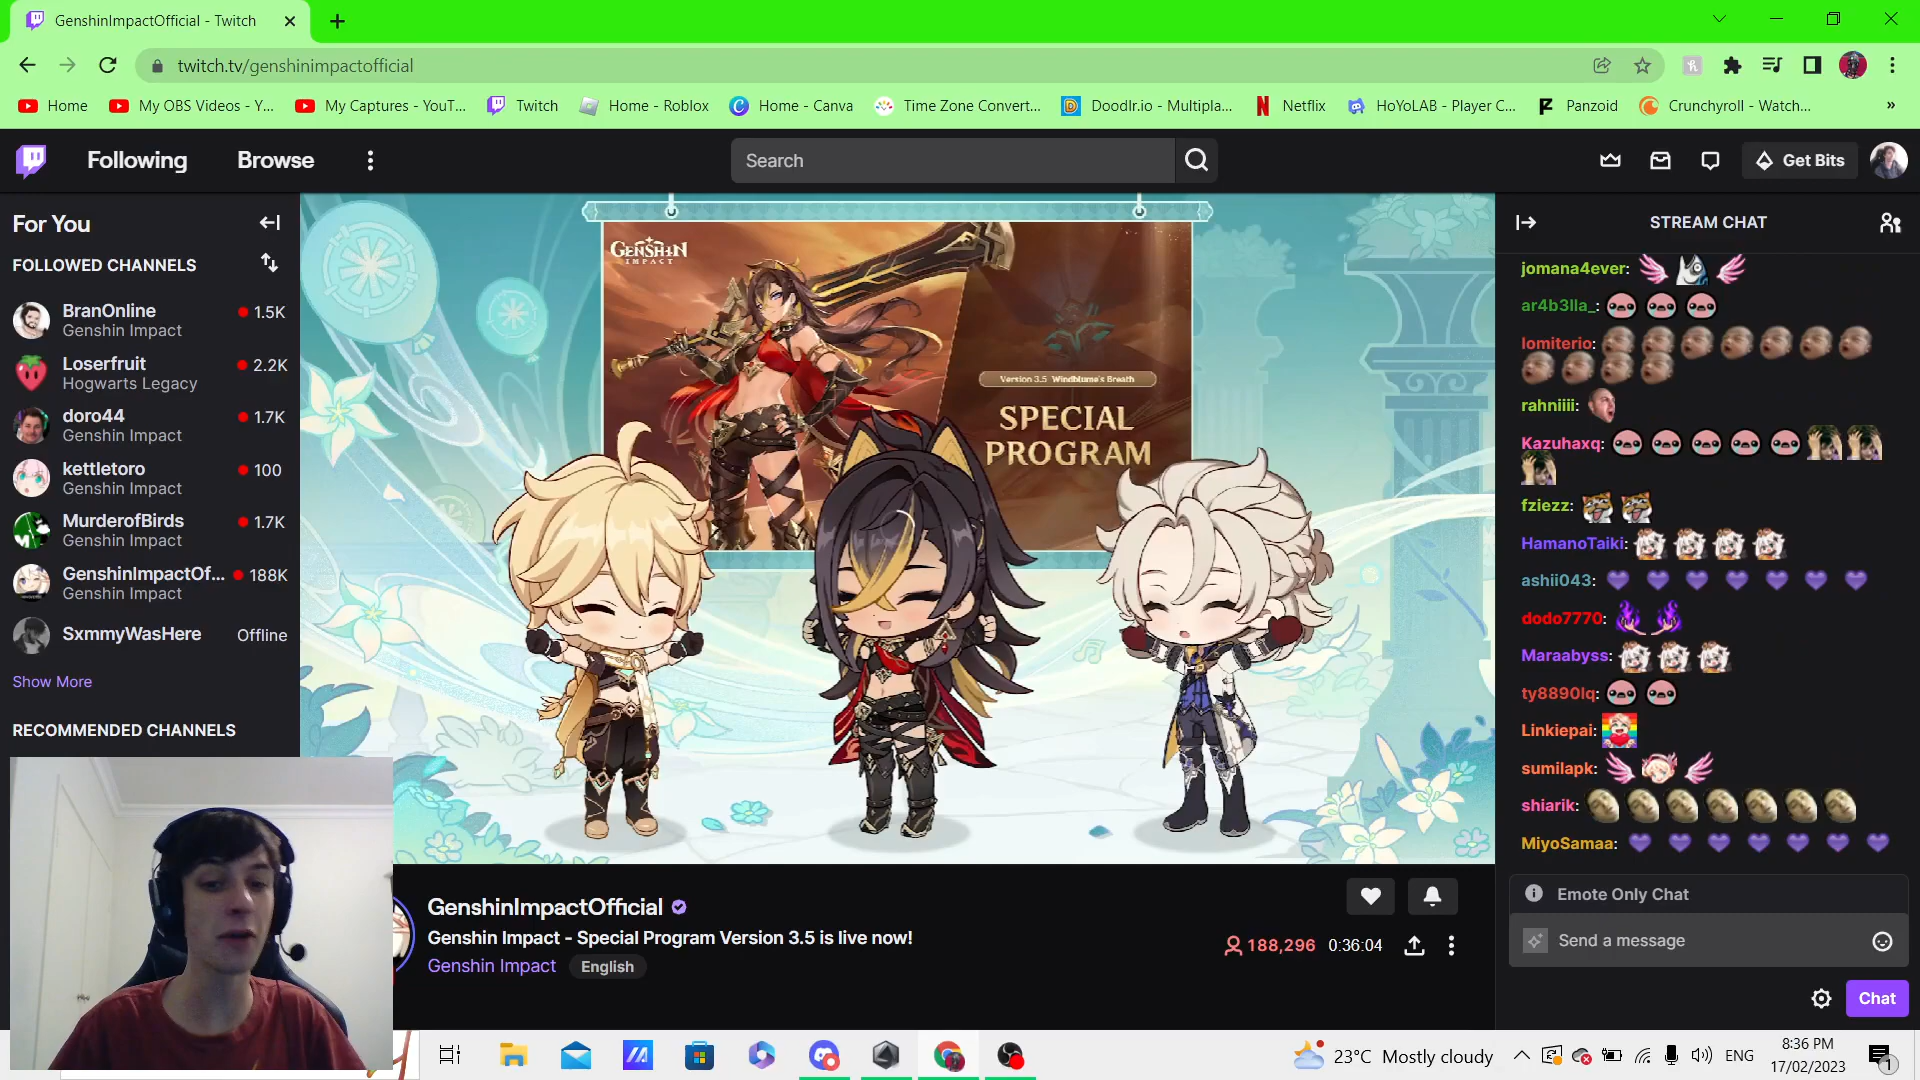 GenshinImpactOfficial - Twitch
twitch.tv/genshinimpactofficial
Home
My OBS Videos - Y...
My Captures - YouT...
Twitch
Home - Roblox
Home - Canva
Time Zone Convert...
Doodlr.io - Multipla...
Netflix
HoYoLAB - Player C...
Panzoid
Crunchyroll - Watch...
»
Following
Browse
Search
Get Bits
For You
FOLLOWED CHANNELS
BranOnline
1.5K
Genshin Impact
Loserfruit
2.2K
Hogwarts Legacy
doro44
1.7K
Genshin Impact
kettletoro
100
Genshin Impact
MurderofBirds
1.7K
Genshin Impact
GenshinImpactOf...
188K
Genshin Impact
SxmmyWasHere
Offline
Show More
RECOMMENDED CHANNELS
GENSHIN
IMPACT
Version 3.5 Windblume's Breath
SPECIAL
PROGRAM
GenshinImpactOfficial
Genshin Impact - Special Program Version 3.5 is live now!
Genshin Impact
English
188,296
0:36:04
STREAM CHAT
jomana4ever:
ar4b3lla_:
lomiterio:
rahniiii:
Kazuhaxq:
fziezz:
HamanoTaiki:
ashii043:
dodo7770:
Maraabyss:
ty8890lq:
Linkiepai:
sumilapk:
shiarik:
MiyoSamaa:
Emote Only Chat
Send a message
Chat
23°C Mostly cloudy
ENG
8:36 PM
17/02/2023
1